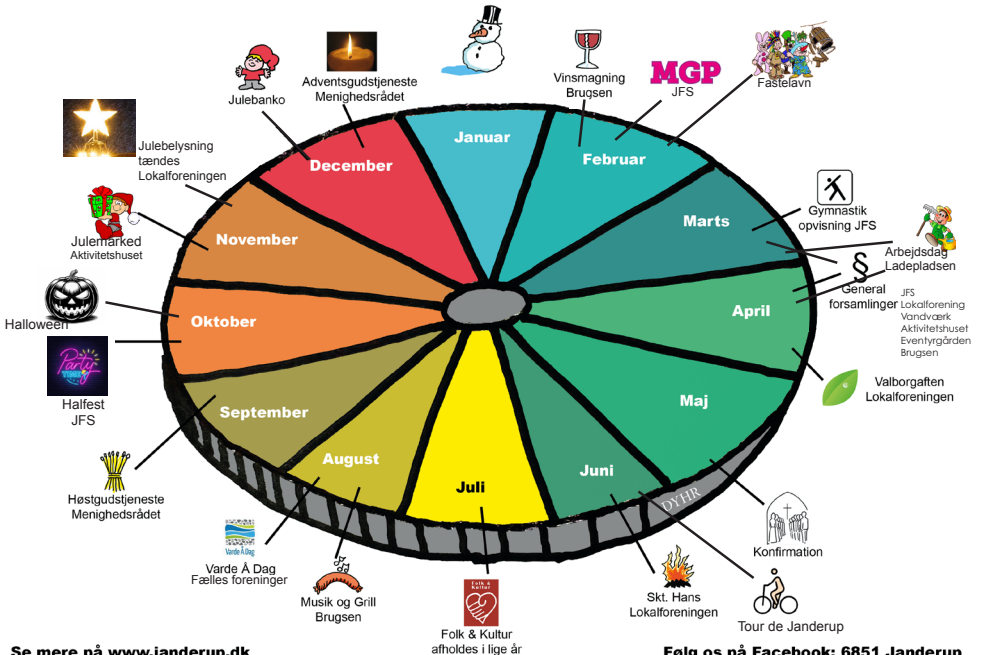 Januar
Februar
Marts
April
Maj
Juni
Juli
August
September
Oktober
November
December
Vinsmagning
Brugsen
MGP
JFS
Fastelavn
Gymnastik
opvisning JFS
Arbejdsdag
Ladepladsen
§
General
forsamlinger
JFS
Lokalforening
Vandværk
Aktivitetshuset
Eventyrgården
Brugsen
Valborgaften
Lokalforeningen
Konfirmation
Tour de Janderup
Skt. Hans
Lokalforeningen
DYHR
Folk &
Kultur
Folk & Kultur
afholdes i lige år
Musik og Grill
Brugsen
Varde Å Dag
Varde Å Dag
Fælles foreninger
Høstgudstjeneste
Menighedsrådet
Party
TIME
Halfest
JFS
Halloween
Julemarked
Aktivitetshuset
Julebelysning
tændes
Lokalforeningen
Julebanko
Adventsgudstjeneste
Menighedsrådet
Se mere på www.janderup.dk
Følg os på Facebook: 6851 Janderup